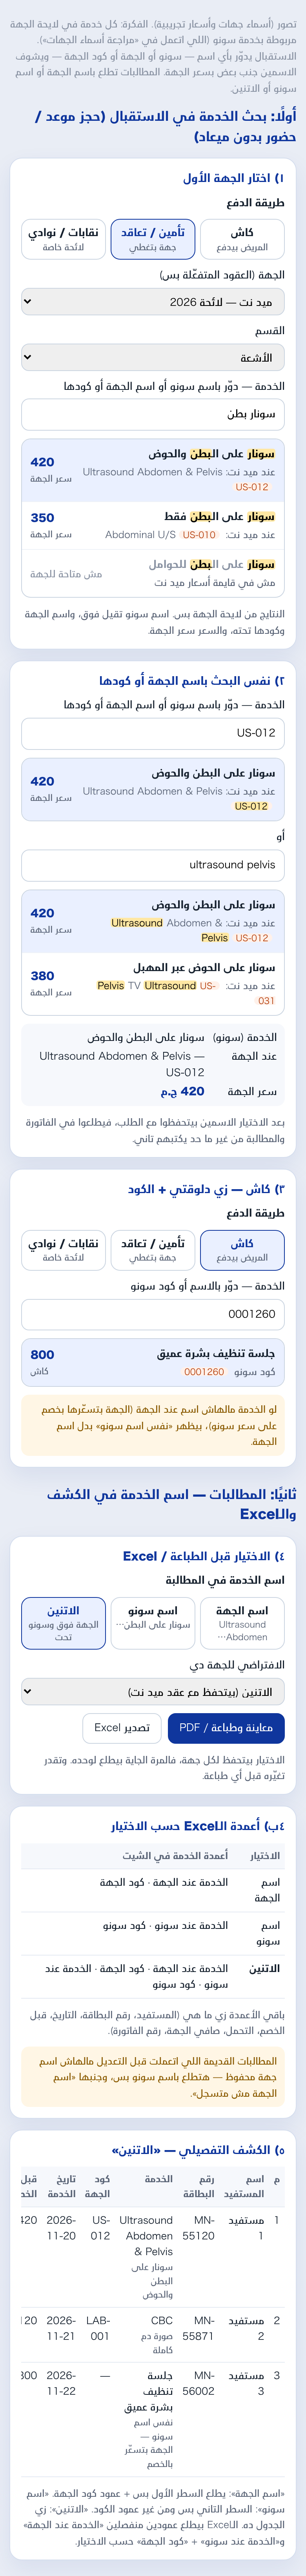 تصور (أسماء جهات وأسعار تجريبية). الفكرة: كل خدمة في لايحة الجهة
مربوطة بخدمة سونو (اللي اتعمل في «مراجعة أسماء الجهات»).
الاستقبال يدوّر بأي اسم — سونو أو الجهة أو كود الجهة — ويشوف
الاسمين جنب بعض بسعر الجهة. المطالبات تطلع باسم الجهة أو اسم
سونو أو الاتنين.
أولًا: بحث الخدمة في الاستقبال (حجز موعد /
حضور بدون ميعاد)
١) اختار الجهة الأول
طريقة الدفع
كاش
المريض بيدفع
تأمين / تعاقد
جهة بتغطي
نقابات / نوادي
لائحة خاصة
الجهة (العقود المتفعّلة بس)
ميد نت — لائحة 2026
القسم
الأشعة
الخدمة — دوّر باسم سونو أو اسم الجهة أو كودها
سونار بطن
سونار على البطن والحوض
420
عند ميد نت: Ultrasound Abdomen & Pelvis
سعر الجهة
US-012
سونار على البطن فقط
350
عند ميد نت: Abdominal U/S US-010
سعر الجهة
سونار على البطن للحوامل
مش في قايمة أسعار ميد نت
مش متاحة للجهة
النتايج من لايحة الجهة بس. اسم سونو تقيل فوق، واسم الجهة
وكودها تحته، والسعر سعر الجهة.
٢) نفس البحث باسم الجهة أو كودها
الخدمة — دوّر باسم سونو أو اسم الجهة أو كودها
US-012
سونار على البطن والحوض
420
عند ميد نت: Ultrasound Abdomen & Pelvis
سعر الجهة
US-012
أو
ultrasound pelvis
سونار على البطن والحوض
420
عند ميد نت: Ultrasound Abdomen &
سعر الجهة
Pelvis US-012
سونار على الحوض عبر المهبل
380
عند ميد نت: Pelvis TV Ultrasound US-
سعر الجهة
031
الخدمة (سونو) سونار على البطن والحوض
عند الجهة Ultrasound Abdomen & Pelvis —
US-012
سعر الجهة 420 ج.م
بعد الاختيار الاسمين بيتحفظوا مع الطلب، فيطلعوا في الفاتورة
والمطالبة من غير ما حد يكتبهم تاني.
٣) كاش — زي دلوقتي + الكود
طريقة الدفع
كاش
المريض بيدفع
تأمين / تعاقد
جهة بتغطي
نقابات / نوادي
لائحة خاصة
الخدمة — دوّر بالاسم أو كود سونو
0001260
جلسة تنظيف بشرة عميق
800
كود سونو 0001260
كاش
لو الخدمة مالهاش اسم عند الجهة (الجهة بتسعّرها بخصم
على سعر سونو)، بيظهر «نفس اسم سونو» بدل اسم
الجهة.
ثانيًا: المطالبات — اسم الخدمة في الكشف
والـExcel
٤) الاختيار قبل الطباعة / Excel
اسم الخدمة في المطالبة
اسم الجهة
Ultrasound
Abdomen…
اسم سونو
سونار على البطن…
الاتنين
الجهة فوق وسونو
تحت
الافتراضي للجهة دي
الاتنين (بيتحفظ مع عقد ميد نت)
معاينة وطباعة / PDF
تصدير Excel
الاختيار بيتحفظ لكل جهة، فالمرة الجاية بيطلع لوحده. وتقدر
تغيّره قبل أي طباعة.
٤ب) أعمدة الـExcel حسب الاختيار
الاختيار أعمدة الخدمة في الشيت
اسم
الجهة
الخدمة عند الجهة · كود الجهة
اسم
سونو
الخدمة عند سونو · كود سونو
الاتنين
الخدمة عند الجهة · كود الجهة · الخدمة عند
سونو · كود سونو
باقي الأعمدة زي ما هي (المستفيد، رقم البطاقة، التاريخ، قبل
الخصم، التحمل، صافي الجهة، رقم الفاتورة).
المطالبات القديمة اللي اتعملت قبل التعديل مالهاش اسم
جهة محفوظ — هتطلع باسم سونو بس، وجنبها «اسم
الجهة مش متسجل».
٥) الكشف التفصيلي — «الاتنين»
م
اسم
المستفيد
رقم
البطاقة
الخدمة
كود
الجهة
تاريخ
الخدمة
قبل
1
مستفيد
1
MN-
55120
Ultrasound
Abdomen
& Pelvis
سونار على
البطن
والحوض
US-
012
2026-
11-20
2
مستفيد
2
MN-
55871
CBC
صورة دم
كاملة
LAB-
001
2026-
11-21
3
مستفيد
3
MN-
56002
جلسة
تنظيف
بشرة عميق
نفس اسم
سونو —
الجهة بتسعّر
بالخصم
—
2026-
11-22
«اسم الجهة»: يطلع السطر الأول بس + عمود كود الجهة. «اسم
سونو»: السطر التاني بس ومن غير عمود الكود. «الاتنين»: زي
الجدول ده. الـExcel بيطلع عمودين منفصلين «الخدمة عند الجهة»
و«الخدمة عند سونو» + «كود الجهة» حسب الاختيار.